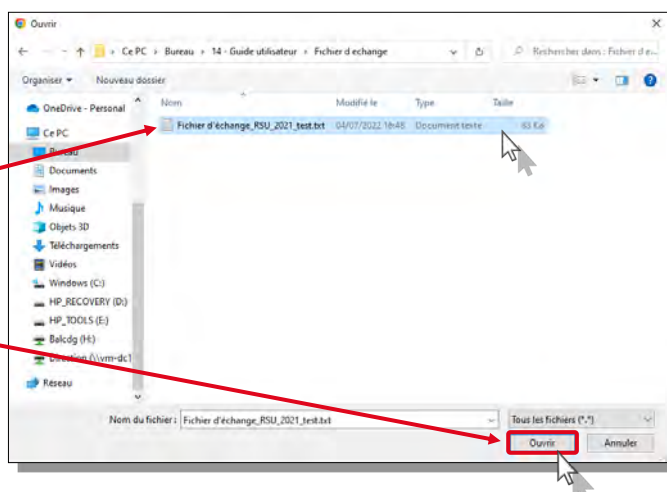 Ouvrir
Ce PC › Bureau › 14 - Guide utilisateur › Fichier d echange
Rechercher dans : Fichier d e...
Organiser
Nouveau dossier
Nom
Modifié le
Type
Taille
Fichier d'échange_RSU_2021_test.txt
04/07/2022 16:48
Document texte
63 Ko
OneDrive - Personal
Ce PC
Bureau
Documents
Images
Musique
Objets 3D
Téléchargements
Vidéos
Windows (C:)
HP_RECOVERY (D:)
HP_TOOLS (E:)
Balcdg (H:)
Direction (\\vm-dc1
Réseau
Nom du fichier :
Fichier d'échange_RSU_2021_test.txt
Tous les fichiers (*.*)
Ouvrir
Annuler